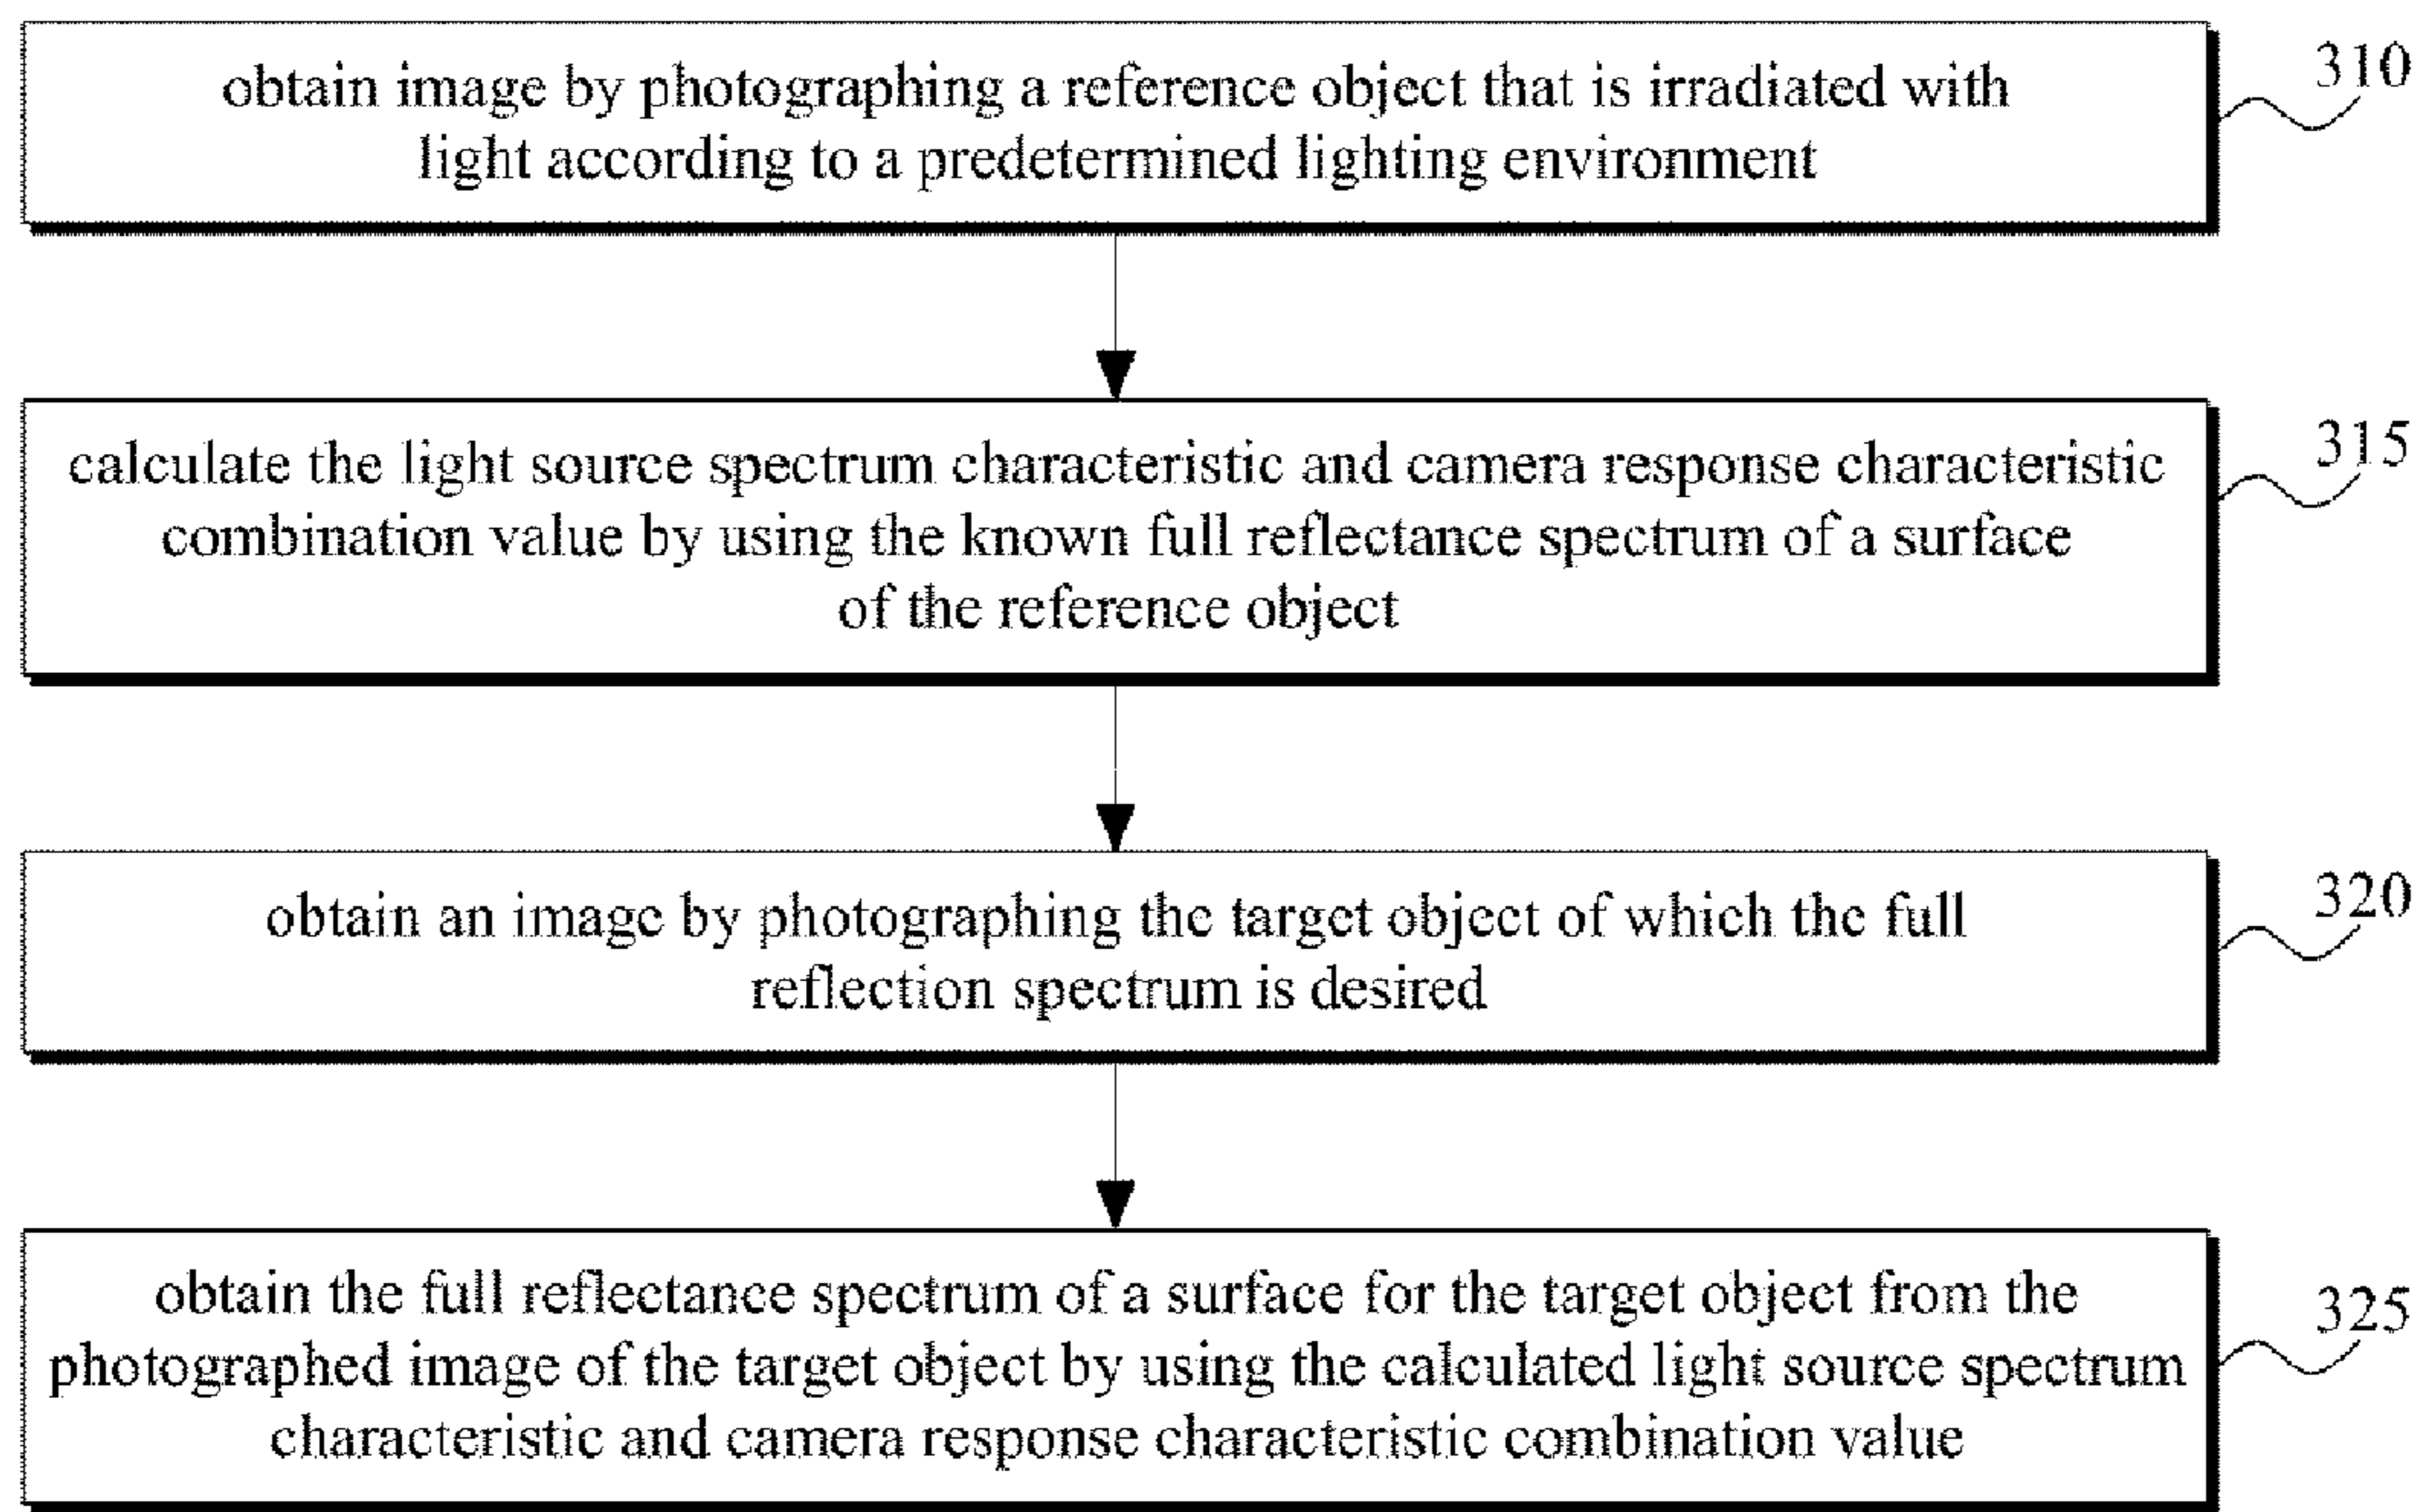 obtain image by photographing a reference object that is irradiated with
light according to a predetermined lighting environment
310
calculate the light source spectrum characteristic and camera response characteristic
combination value by using the known full reflectance spectrum of a surface
of the reference object
315
obtain an image by photographing the target object of which the full
reflection spectrum is desired
320
obtain the full reflectance spectrum of a surface for the target object from the
photographed image of the target object by using the calculated light source spectrum
characteristic and camera response characteristic combination value
325